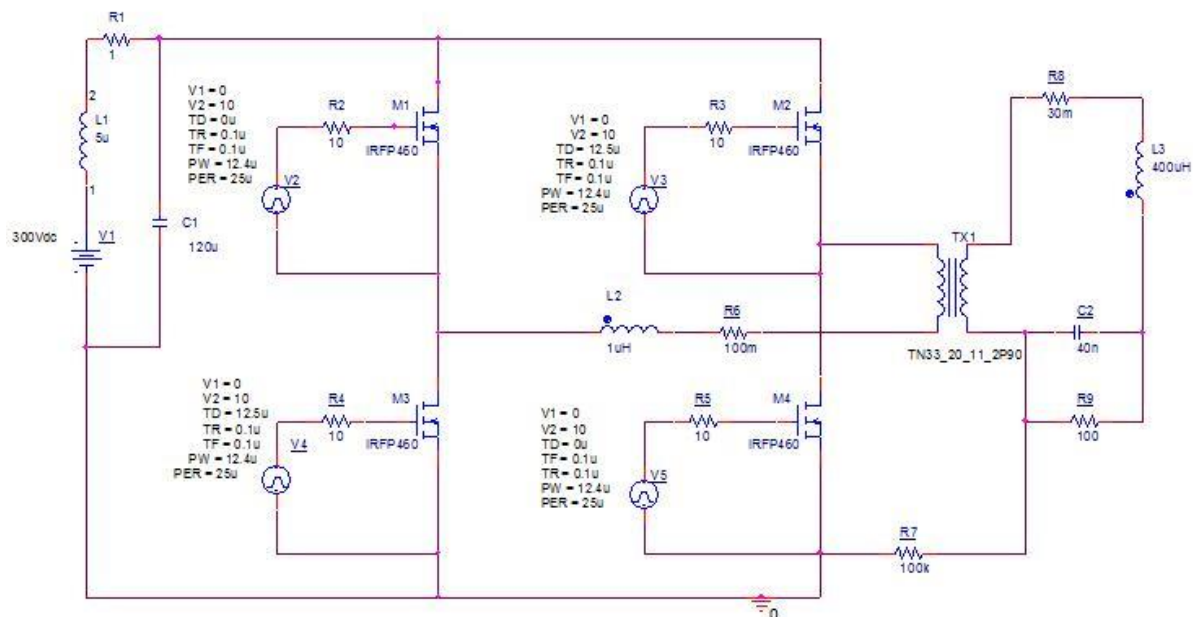 R1
1
2
L1
5u
1
300Vdc
V1
C1
120u
V1 = 0
V2 = 10
TD = 0u
TR = 0.1u
TF = 0.1u
PW = 12.4u
PER = 25u
R2
10
M1
IRFP460
V2
V1 = 0
V2 = 10
TD = 12.5u
TR = 0.1u
TF = 0.1u
PW = 12.4u
PER = 25u
R3
10
M2
IRFP460
V3
R8
30m
L3
400uH
TX1
TN33_20_11_2P90
L2
1uH
R6
100m
C2
40n
R9
100
V1 = 0
V2 = 10
TD = 12.5u
TR = 0.1u
TF = 0.1u
PW = 12.4u
PER = 25u
R4
10
M3
IRFP460
V4
V1 = 0
V2 = 10
TD = 0u
TF = 0.1u
TR = 0.1u
PW = 12.4u
PER = 25u
R5
10
M4
IRFP460
V5
R7
100k
0